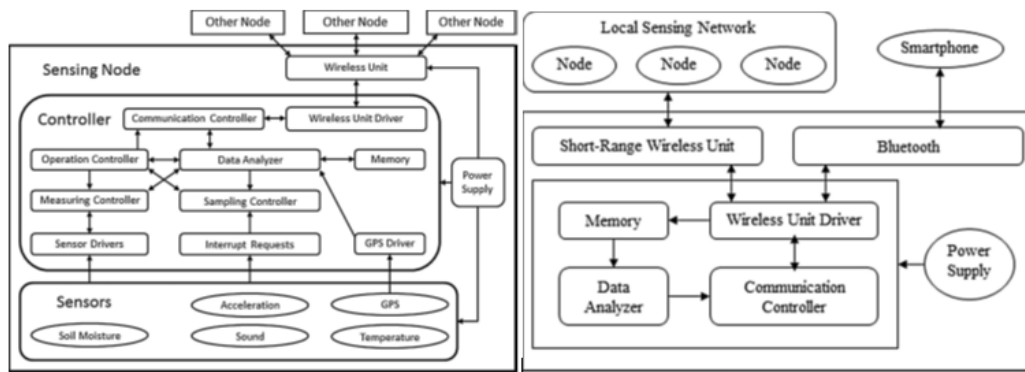 Other Node
Other Node
Other Node
Sensing Node
Wireless Unit
Controller
Communication Controller
Wireless Unit Driver
Operation Controller
Data Analyzer
Memory
Power
Supply
Measuring Controller
Sampling Controller
Sensor Drivers
Interrupt Requests
GPS Driver
Sensors
Acceleration
GPS
Soil Moisture
Sound
Temperature
Local Sensing Network
Node
Node
Node
Smartphone
Short-Range Wireless Unit
Bluetooth
Memory
Wireless Unit Driver
Power
Supply
Data
Analyzer
Communication
Controller